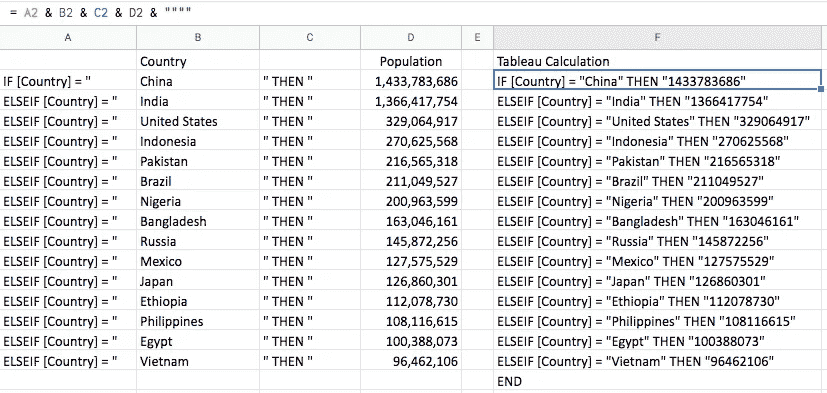 = A2 & B2 & C2 & D2 & """"
A B C D E F
Country Population Tableau Calculation
IF [Country] = " China " THEN " 1,433,783,686 IF [Country] = "China" THEN "1433783686"
ELSEIF [Country] = " India " THEN " 1,366,417,754 ELSEIF [Country] = "India" THEN "1366417754"
ELSEIF [Country] = " United States " THEN " 329,064,917 ELSEIF [Country] = "United States" THEN "329064917"
ELSEIF [Country] = " Indonesia " THEN " 270,625,568 ELSEIF [Country] = "Indonesia" THEN "270625568"
ELSEIF [Country] = " Pakistan " THEN " 216,565,318 ELSEIF [Country] = "Pakistan" THEN "216565318"
ELSEIF [Country] = " Brazil " THEN " 211,049,527 ELSEIF [Country] = "Brazil" THEN "211049527"
ELSEIF [Country] = " Nigeria " THEN " 200,963,599 ELSEIF [Country] = "Nigeria" THEN "200963599"
ELSEIF [Country] = " Bangladesh " THEN " 163,046,161 ELSEIF [Country] = "Bangladesh" THEN "163046161"
ELSEIF [Country] = " Russia " THEN " 145,872,256 ELSEIF [Country] = "Russia" THEN "145872256"
ELSEIF [Country] = " Mexico " THEN " 127,575,529 ELSEIF [Country] = "Mexico" THEN "127575529"
ELSEIF [Country] = " Japan " THEN " 126,860,301 ELSEIF [Country] = "Japan" THEN "126860301"
ELSEIF [Country] = " Ethiopia " THEN " 112,078,730 ELSEIF [Country] = "Ethiopia" THEN "112078730"
ELSEIF [Country] = " Philippines " THEN " 108,116,615 ELSEIF [Country] = "Philippines" THEN "108116615"
ELSEIF [Country] = " Egypt " THEN " 100,388,073 ELSEIF [Country] = "Egypt" THEN "100388073"
ELSEIF [Country] = " Vietnam " THEN " 96,462,106 ELSEIF [Country] = "Vietnam" THEN "96462106"
END